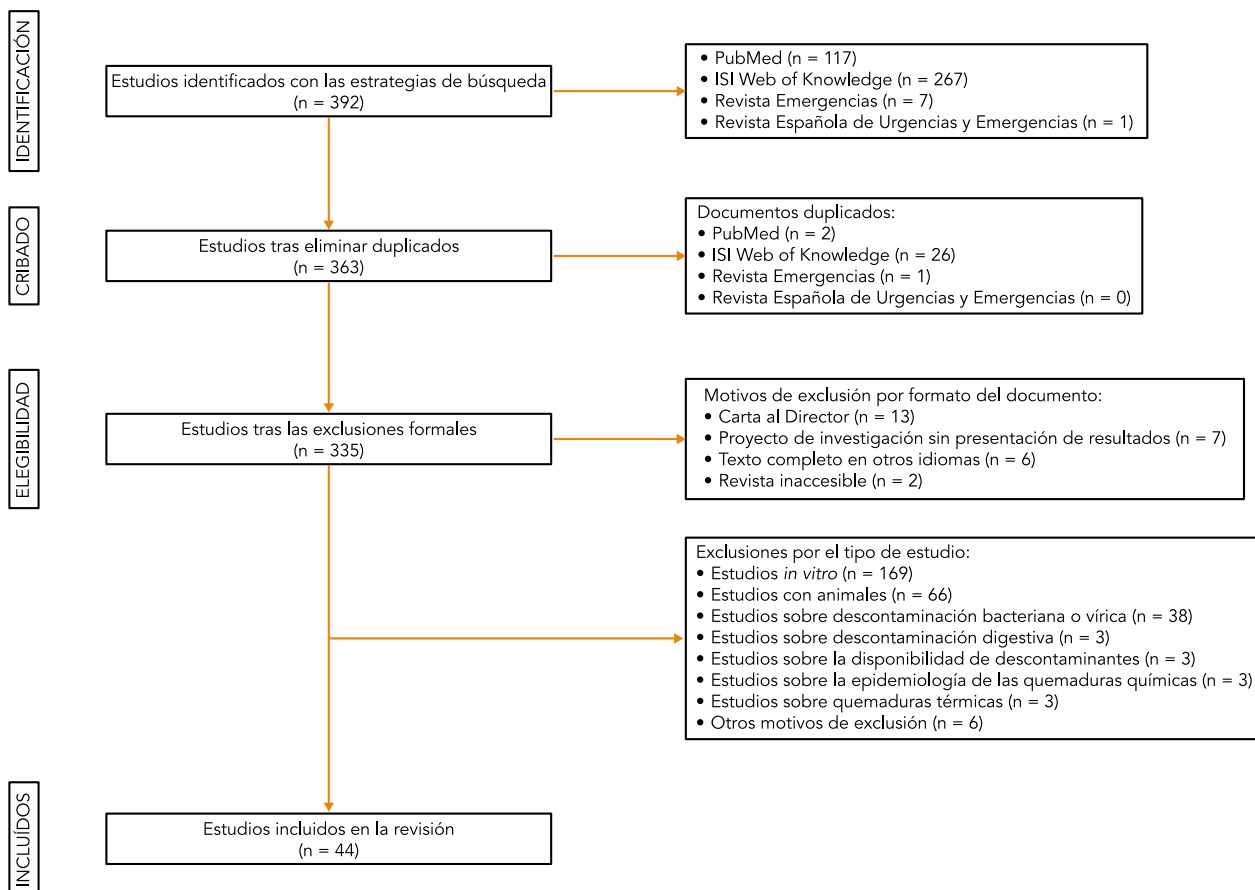 IDENTIFICACIÓN
Estudios identificados con las estrategias de búsqueda
(n = 392)
• PubMed (n = 117)
• ISI Web of Knowledge (n = 267)
• Revista Emergencias (n = 7)
• Revista Española de Urgencias y Emergencias (n = 1)
CRIBADO
Estudios tras eliminar duplicados
(n = 363)
Documentos duplicados:
• PubMed (n = 2)
• ISI Web of Knowledge (n = 26)
• Revista Emergencias (n = 1)
• Revista Española de Urgencias y Emergencias (n = 0)
ELEGIBILIDAD
Estudios tras las exclusiones formales
(n = 335)
Motivos de exclusión por formato del documento:
• Carta al Director (n = 13)
• Proyecto de investigación sin presentación de resultados (n = 7)
• Texto completo en otros idiomas (n = 6)
• Revista inaccesible (n = 2)
Exclusiones por el tipo de estudio:
• Estudios in vitro (n = 169)
• Estudios con animales (n = 66)
• Estudios sobre descontaminación bacteriana o vírica (n = 38)
• Estudios sobre descontaminación digestiva (n = 3)
• Estudios sobre la disponibilidad de descontaminantes (n = 3)
• Estudios sobre la epidemiología de las quemaduras químicas (n = 3)
• Estudios sobre quemaduras térmicas (n = 3)
• Otros motivos de exclusión (n = 6)
INCLUÍDOS
Estudios incluidos en la revisión
(n = 44)